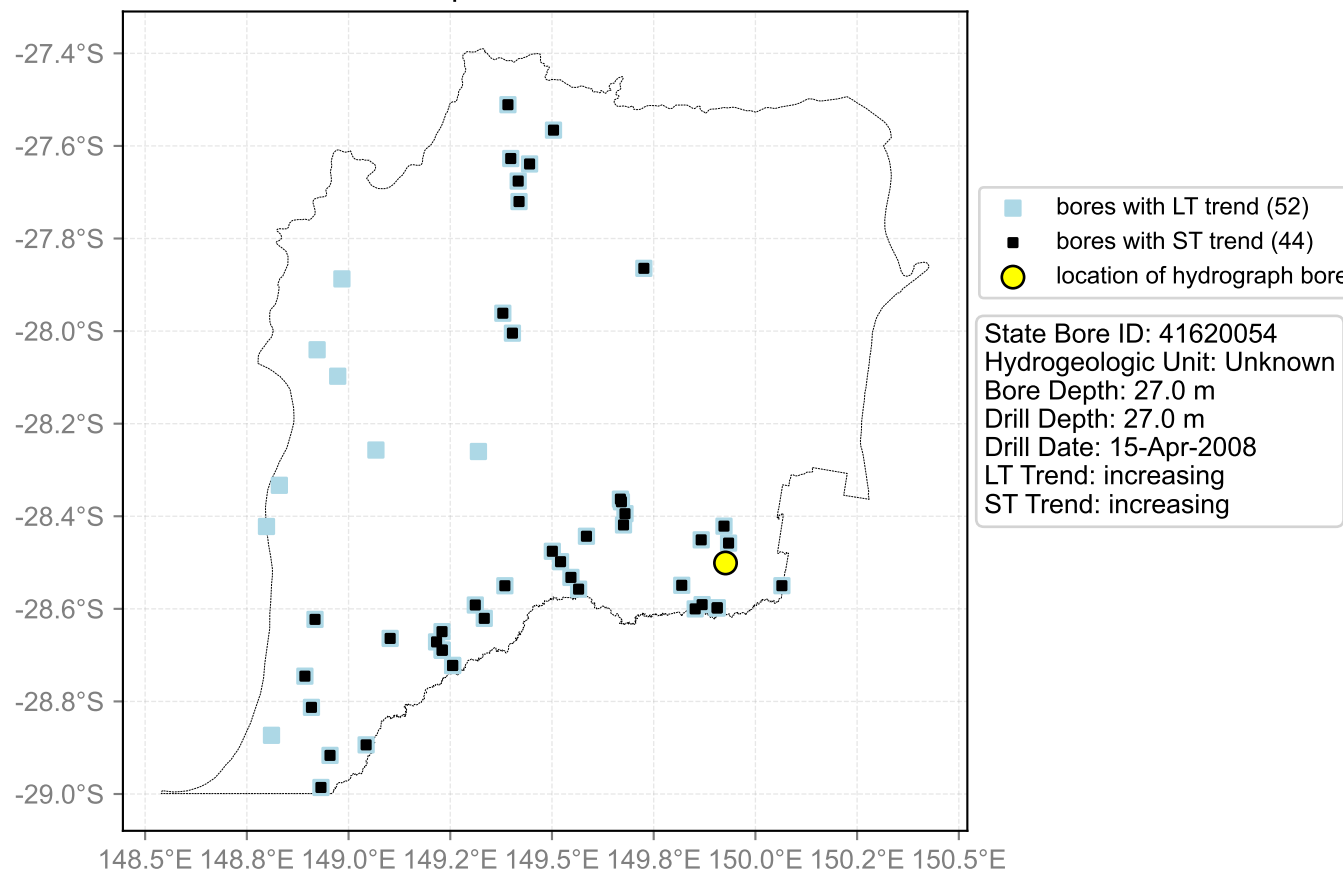 -27.4°S
-27.6°S
-27.8°S
-28.0°S
-28.2°S
-28.4°S
-28.6°S
-28.8°S
-29.0°S
148.5°E 148.8°E 149.0°E 149.2°E 149.5°E 149.8°E 150.0°E 150.2°E 150.5°E
bores with LT trend (52)
bores with ST trend (44)
location of hydrograph bore
State Bore ID: 41620054
Hydrogeologic Unit: Unknown
Bore Depth: 27.0 m
Drill Depth: 27.0 m
Drill Date: 15-Apr-2008
LT Trend: increasing
ST Trend: increasing